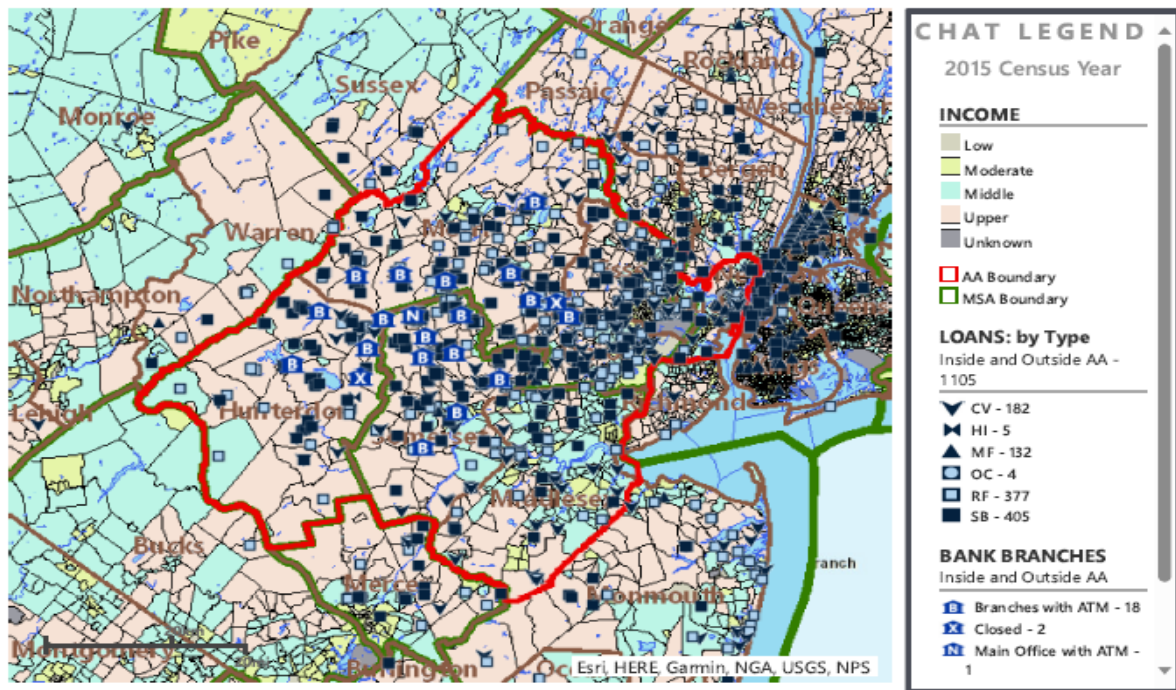 Orange
Pike
Rockland
Sussex
Passaic
Westchester
Monroe
Bergen
Warren
Northampton
Lehigh
Hunterdon
Somerset
Richmond
Middlesex
Bucks
Mercer
Monmouth
ranch
Montgomery
Burlington
Oc
Esri, HERE, Garmin, NGA, USGS, NPS
CHAT LEGEND
2015 Census Year
INCOME
Low
Moderate
Middle
Upper
Unknown
AA Boundary
MSA Boundary
LOANS: by Type
Inside and Outside AA -
1105
CV - 182
HI - 5
MF - 132
OC - 4
RF - 377
SB - 405
BANK BRANCHES
Inside and Outside AA
Branches with ATM - 18
Closed - 2
Main Office with ATM -
1